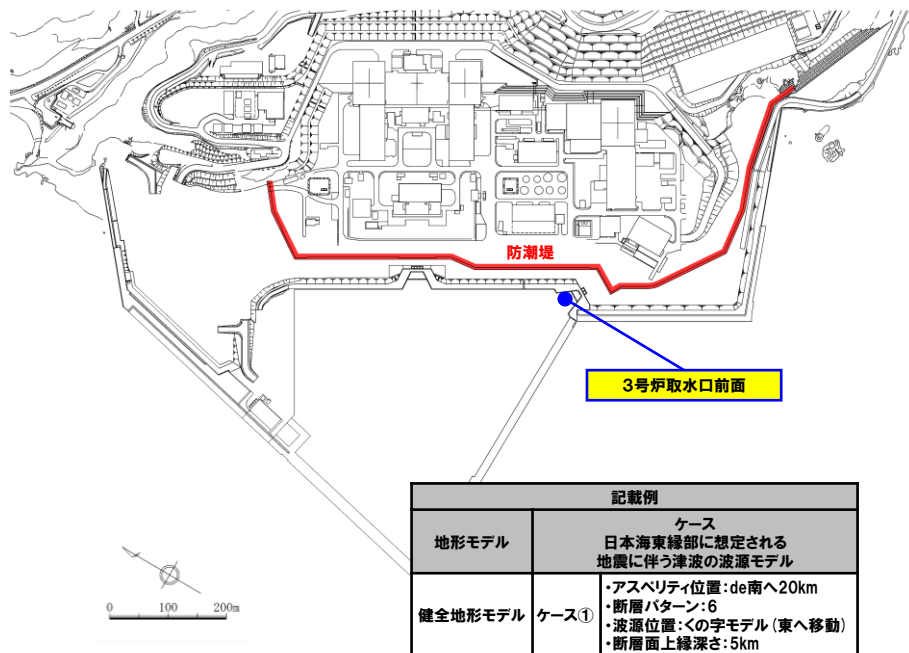 防潮堤
3号炉取水口前面
0 100 200m
記載例
地形モデル
ケース
日本海東縁部に想定される
地震に伴う津波の波源モデル
健全地形モデル
ケース①
・アスペリティ位置:de南へ20km
・断層パターン:6
・波源位置:くの字モデル(東へ移動)
・断層面上縁深さ:5km